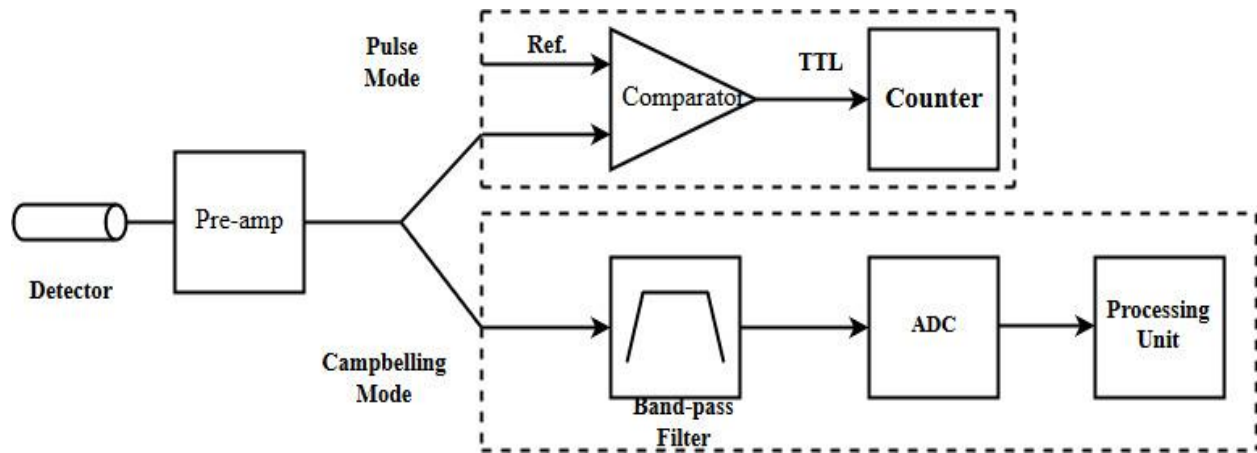 Pulse
Mode
Ref.
Comparator
TTL
Counter
Detector
Pre-amp
Campbelling
Mode
Band-pass
Filter
ADC
Processing
Unit